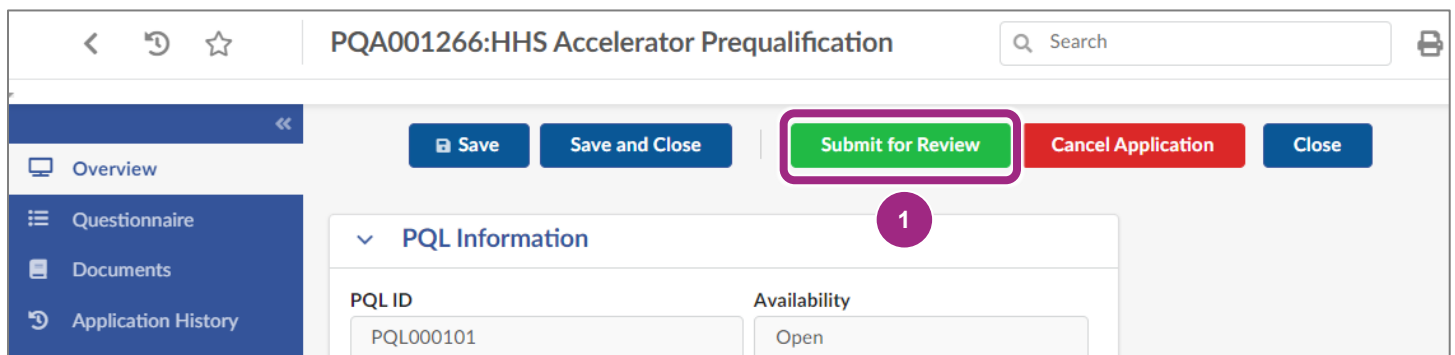 PQA001266:HHS Accelerator Prequalification
Search
Save
Save and Close
Submit for Review
Cancel Application
Close
1
Overview
Questionnaire
Documents
Application History
PQL Information
PQL ID
Availability
PQL000101
Open